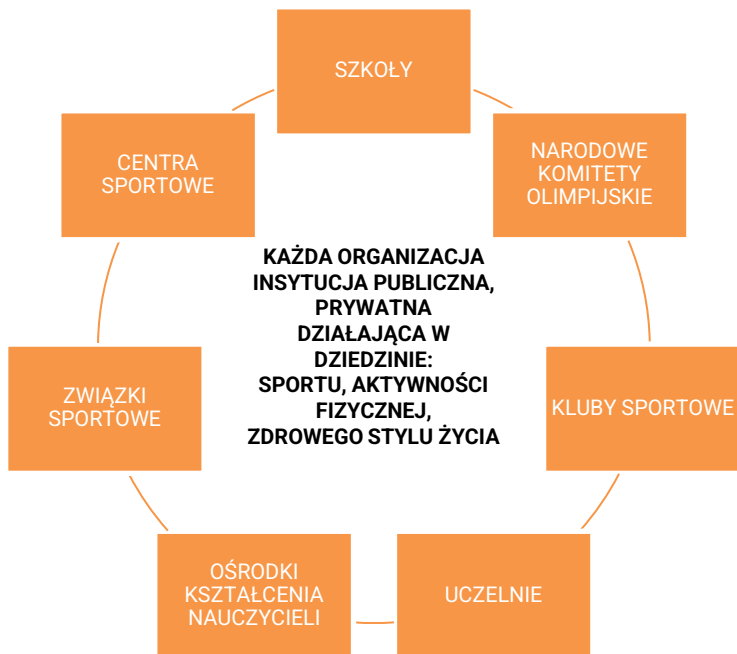 SZKOŁY
NARODOWE
KOMITETY
OLIMPIJSKIE
KLUBY SPORTOWE
UCZELNIE
OŚRODKI
KSZTAŁCENIA
NAUCZYCIELI
ZWIĄZKI
SPORTOWE
CENTRA
SPORTOWE
KAŻDA ORGANIZACJA
INSYTUCJA PUBLICZNA,
PRYWATNA
DZIAŁAJĄCA W
DZIEDZINIE:
SPORTU, AKTYWNOŚCI
FIZYCZNEJ,
ZDROWEGO STYLU ŻYCIA